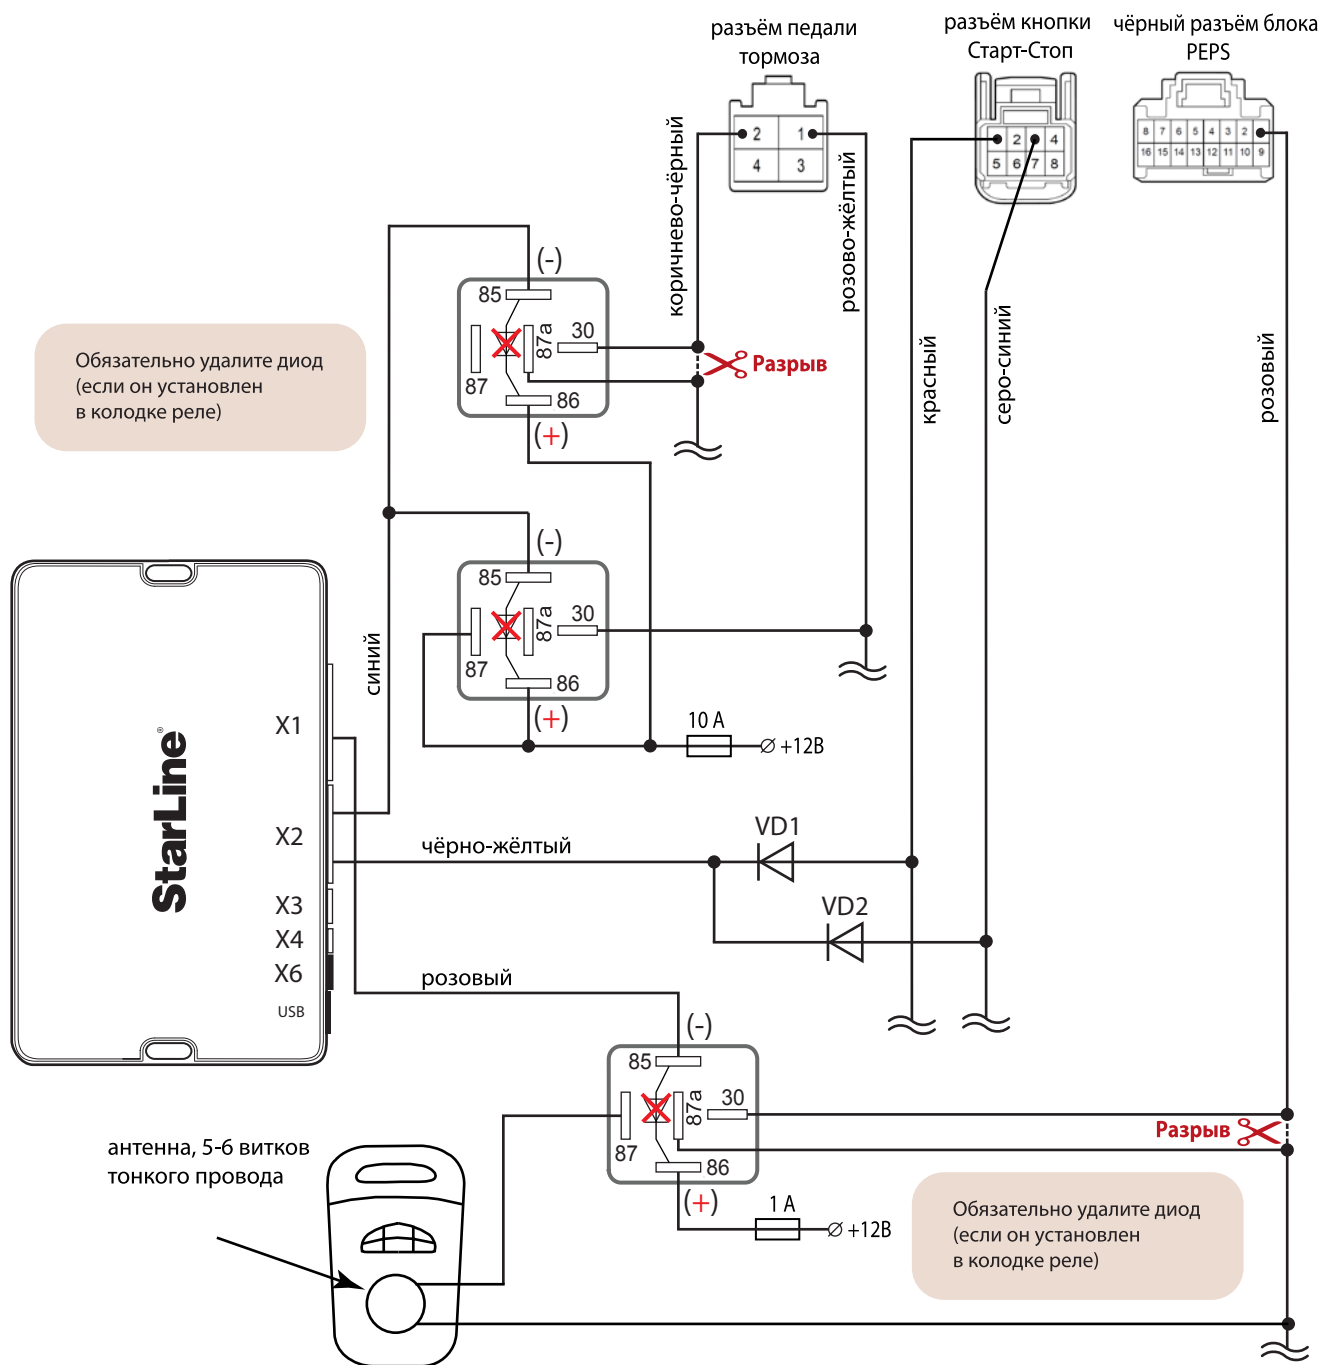 разъём педали
тормоза
разъём кнопки
Старт-Стоп
чёрный разъём блока
PEPS
2 1
4 3
2 4
5 6 7 8
8 7 6 5 4 3 2
16 15 14 13 12 11 10 9
коричнево-чёрный
розово-жёлтый
красный
серо-синий
розовый
(-)
85
30
87a
87
86
(+)
Разрыв
Обязательно удалите диод
(если он установлен
в колодке реле)
(-)
85
30
87a
87
86
(+)
синий
10 А
+12В
StarLine®
X1
X2
X3
X4
X6
USB
чёрно-жёлтый
VD1
VD2
розовый
(-)
85
30
87a
87
86
(+)
Разрыв
1 А
+12В
антенна, 5-6 витков
тонкого провода
Обязательно удалите диод
(если он установлен
в колодке реле)